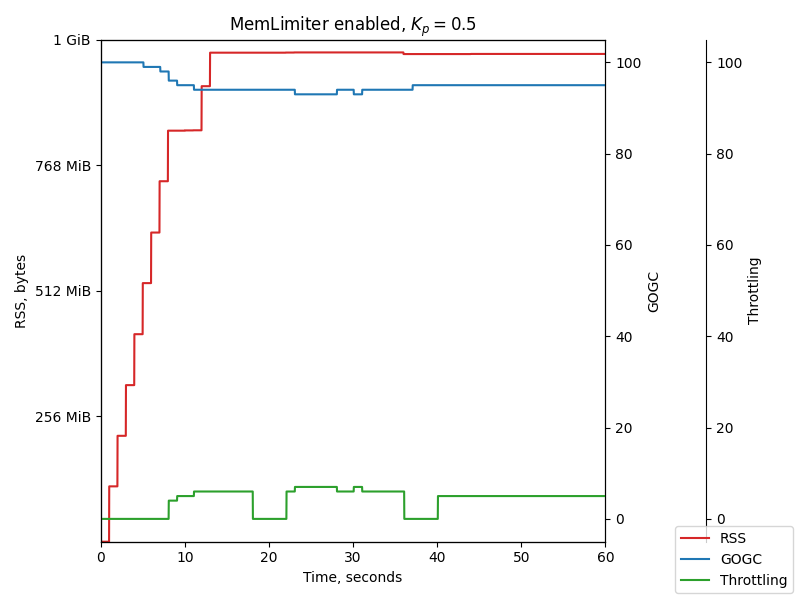 MemLimiter enabled, $K_p = 0.5$
1 GiB
768 MiB
512 MiB
256 MiB
RSS, bytes
0 10 20 30 40 50 60
Time, seconds
100
80
60
40
20
0
GOGC
100
80
60
40
20
0
Throttling
RSS
GOGC
Throttling